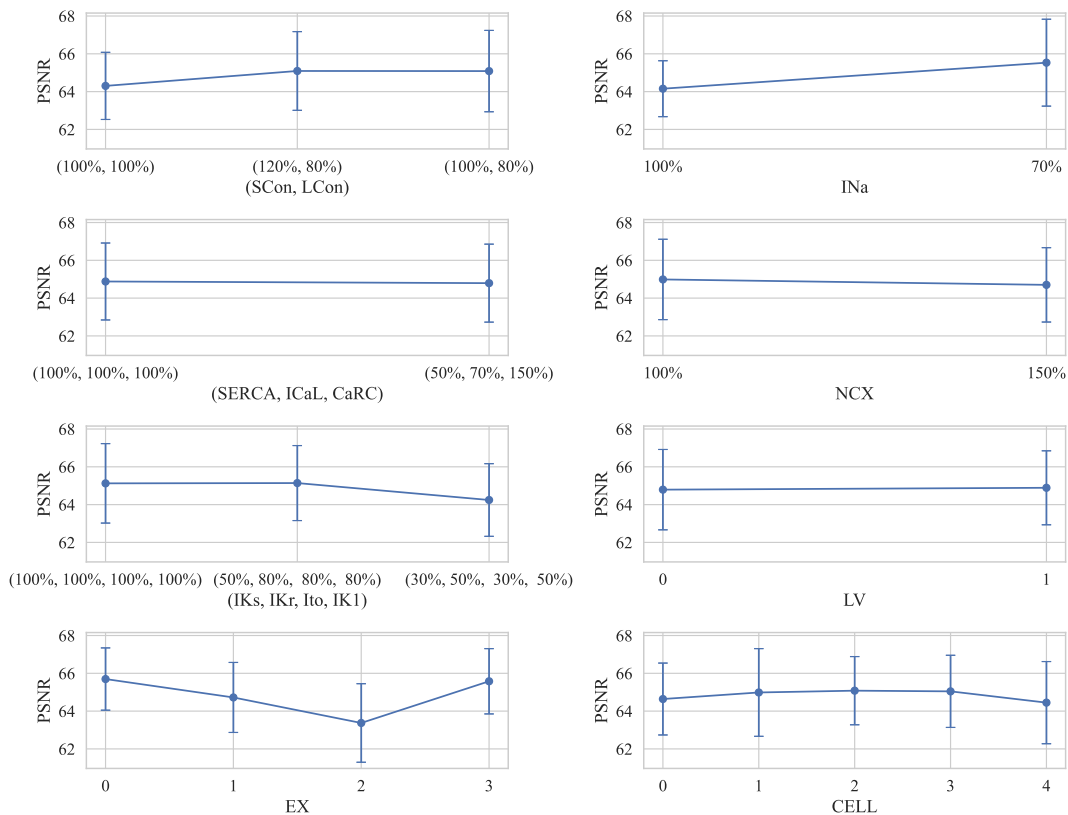 68
66
64
62
PSNR
(100%, 100%) (120%, 80%) (100%, 80%)
(SCon, LCon)
68
66
64
62
PSNR
100% 70%
INa
68
66
64
62
PSNR
(100%, 100%, 100%) (50%, 70%, 150%)
(SERCA, ICaL, CaRC)
68
66
64
62
PSNR
100% 150%
NCX
68
66
64
62
PSNR
(100%, 100%, 100%, 100%) (50%, 80%, 80%, 80%) (30%, 50%, 30%, 50%)
(IKs, IKr, Ito, IK1)
68
66
64
62
PSNR
0 1
LV
68
66
64
62
PSNR
0 1 2 3
EX
68
66
64
62
PSNR
0 1 2 3 4
CELL